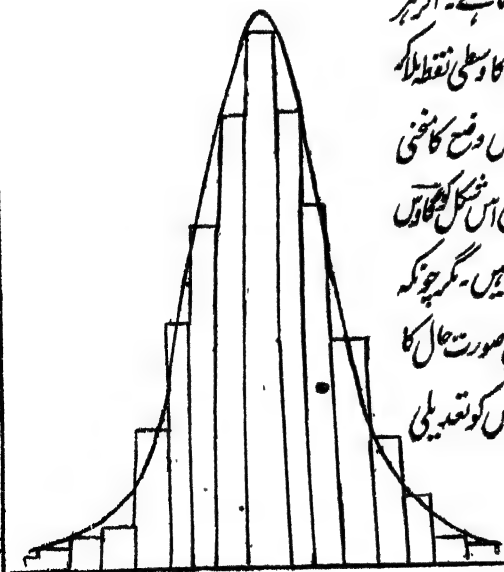 ہے۔ اگر ہر
کا وسطی نقطہ ملا کر
وضع کا منحنی
اس شکل کو گاوس
ہیں۔ مگر چونکہ
صورت حال کا
کو تعدیلی